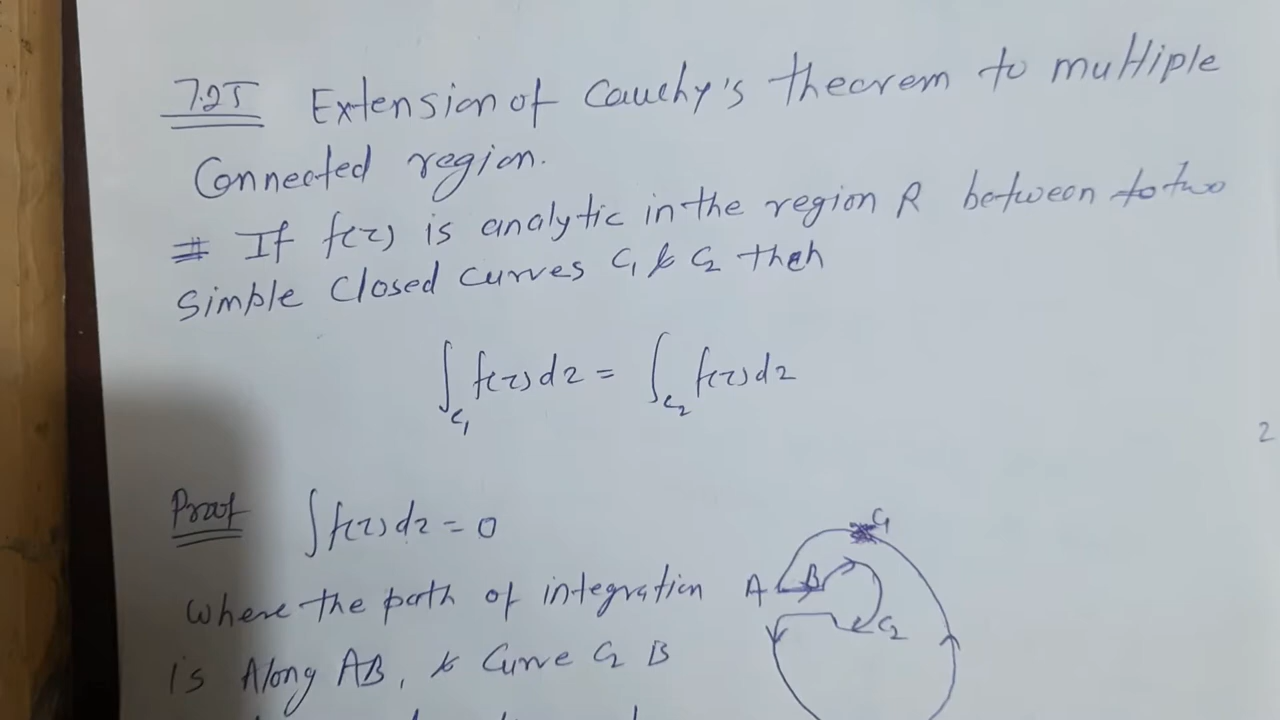 7.25 Extension of Cauchy's theorem to multiple
Connected region.
If f(z) is analytic in the region R between to two
Simple Closed curves C₁ & C₂ then
∫_C₁ f(z)dz = ∫_C₂ f(z)dz
2
Proof ∫f(z)dz = 0
C₁
where the path of integration
A B
C₂
is Along AB, & Curve C₂ B